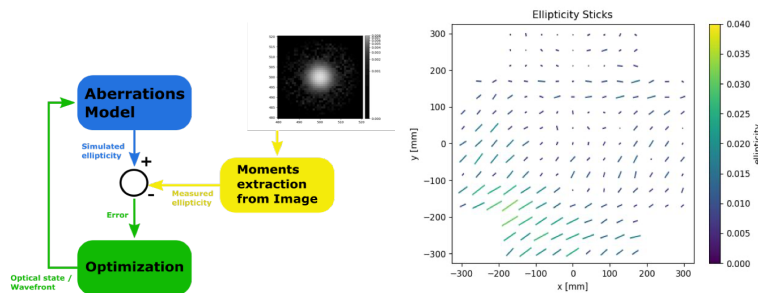 Aberrations
Model
Simulated
ellipticity
+
-
Measured
ellipticity
Moments
extraction
from Image
Error
Optimization
Optical state /
Wavefront
Ellipticity Sticks
300
200
100
0
−100
−200
−300
y [mm]
−300 −200 −100 0 100 200 300
x [mm]
0.040
0.035
0.030
0.025
0.020
0.015
0.010
0.005
0.000
ellipticity